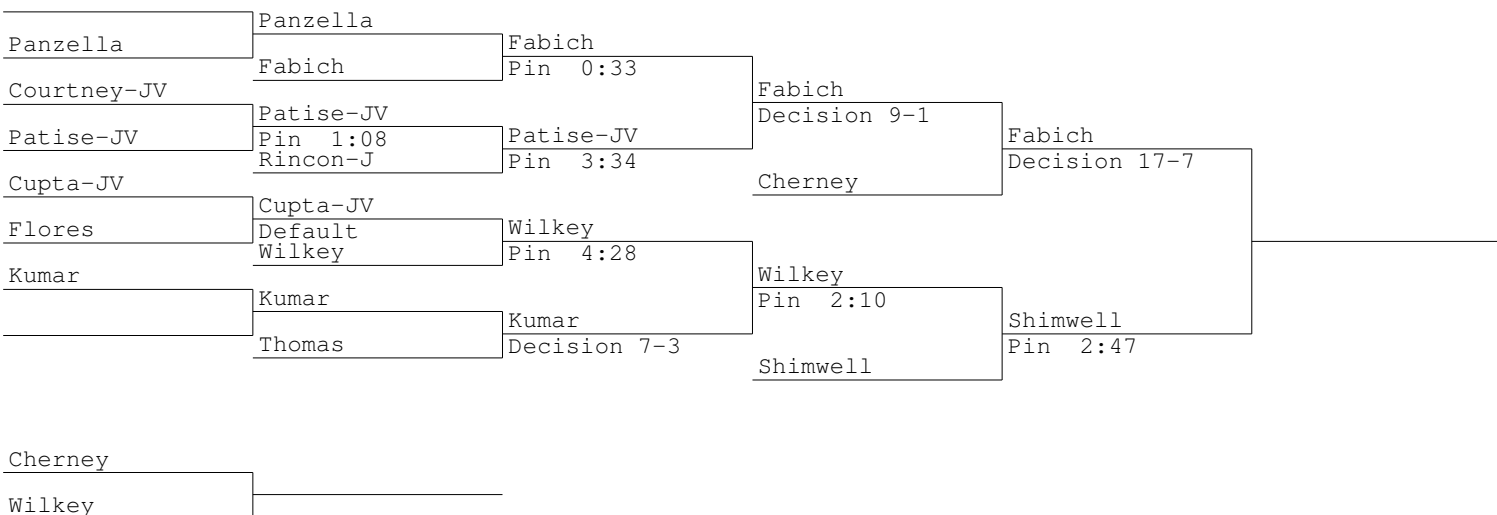 Panzella
Panzella
Fabich
Fabich
Pin 0:33
Courtney-JV
Fabich
Decision 9-1
Patise-JV
Patise-JV
Pin 1:08
Rincon-J
Patise-JV
Pin 3:34
Fabich
Decision 17-7
Cupta-JV
Cherney
Cupta-JV
Default
Flores
Wilkey
Wilkey
Pin 4:28
Kumar
Wilkey
Pin 2:10
Kumar
Kumar
Decision 7-3
Thomas
Shimwell
Pin 2:47
Shimwell
Cherney
Wilkey